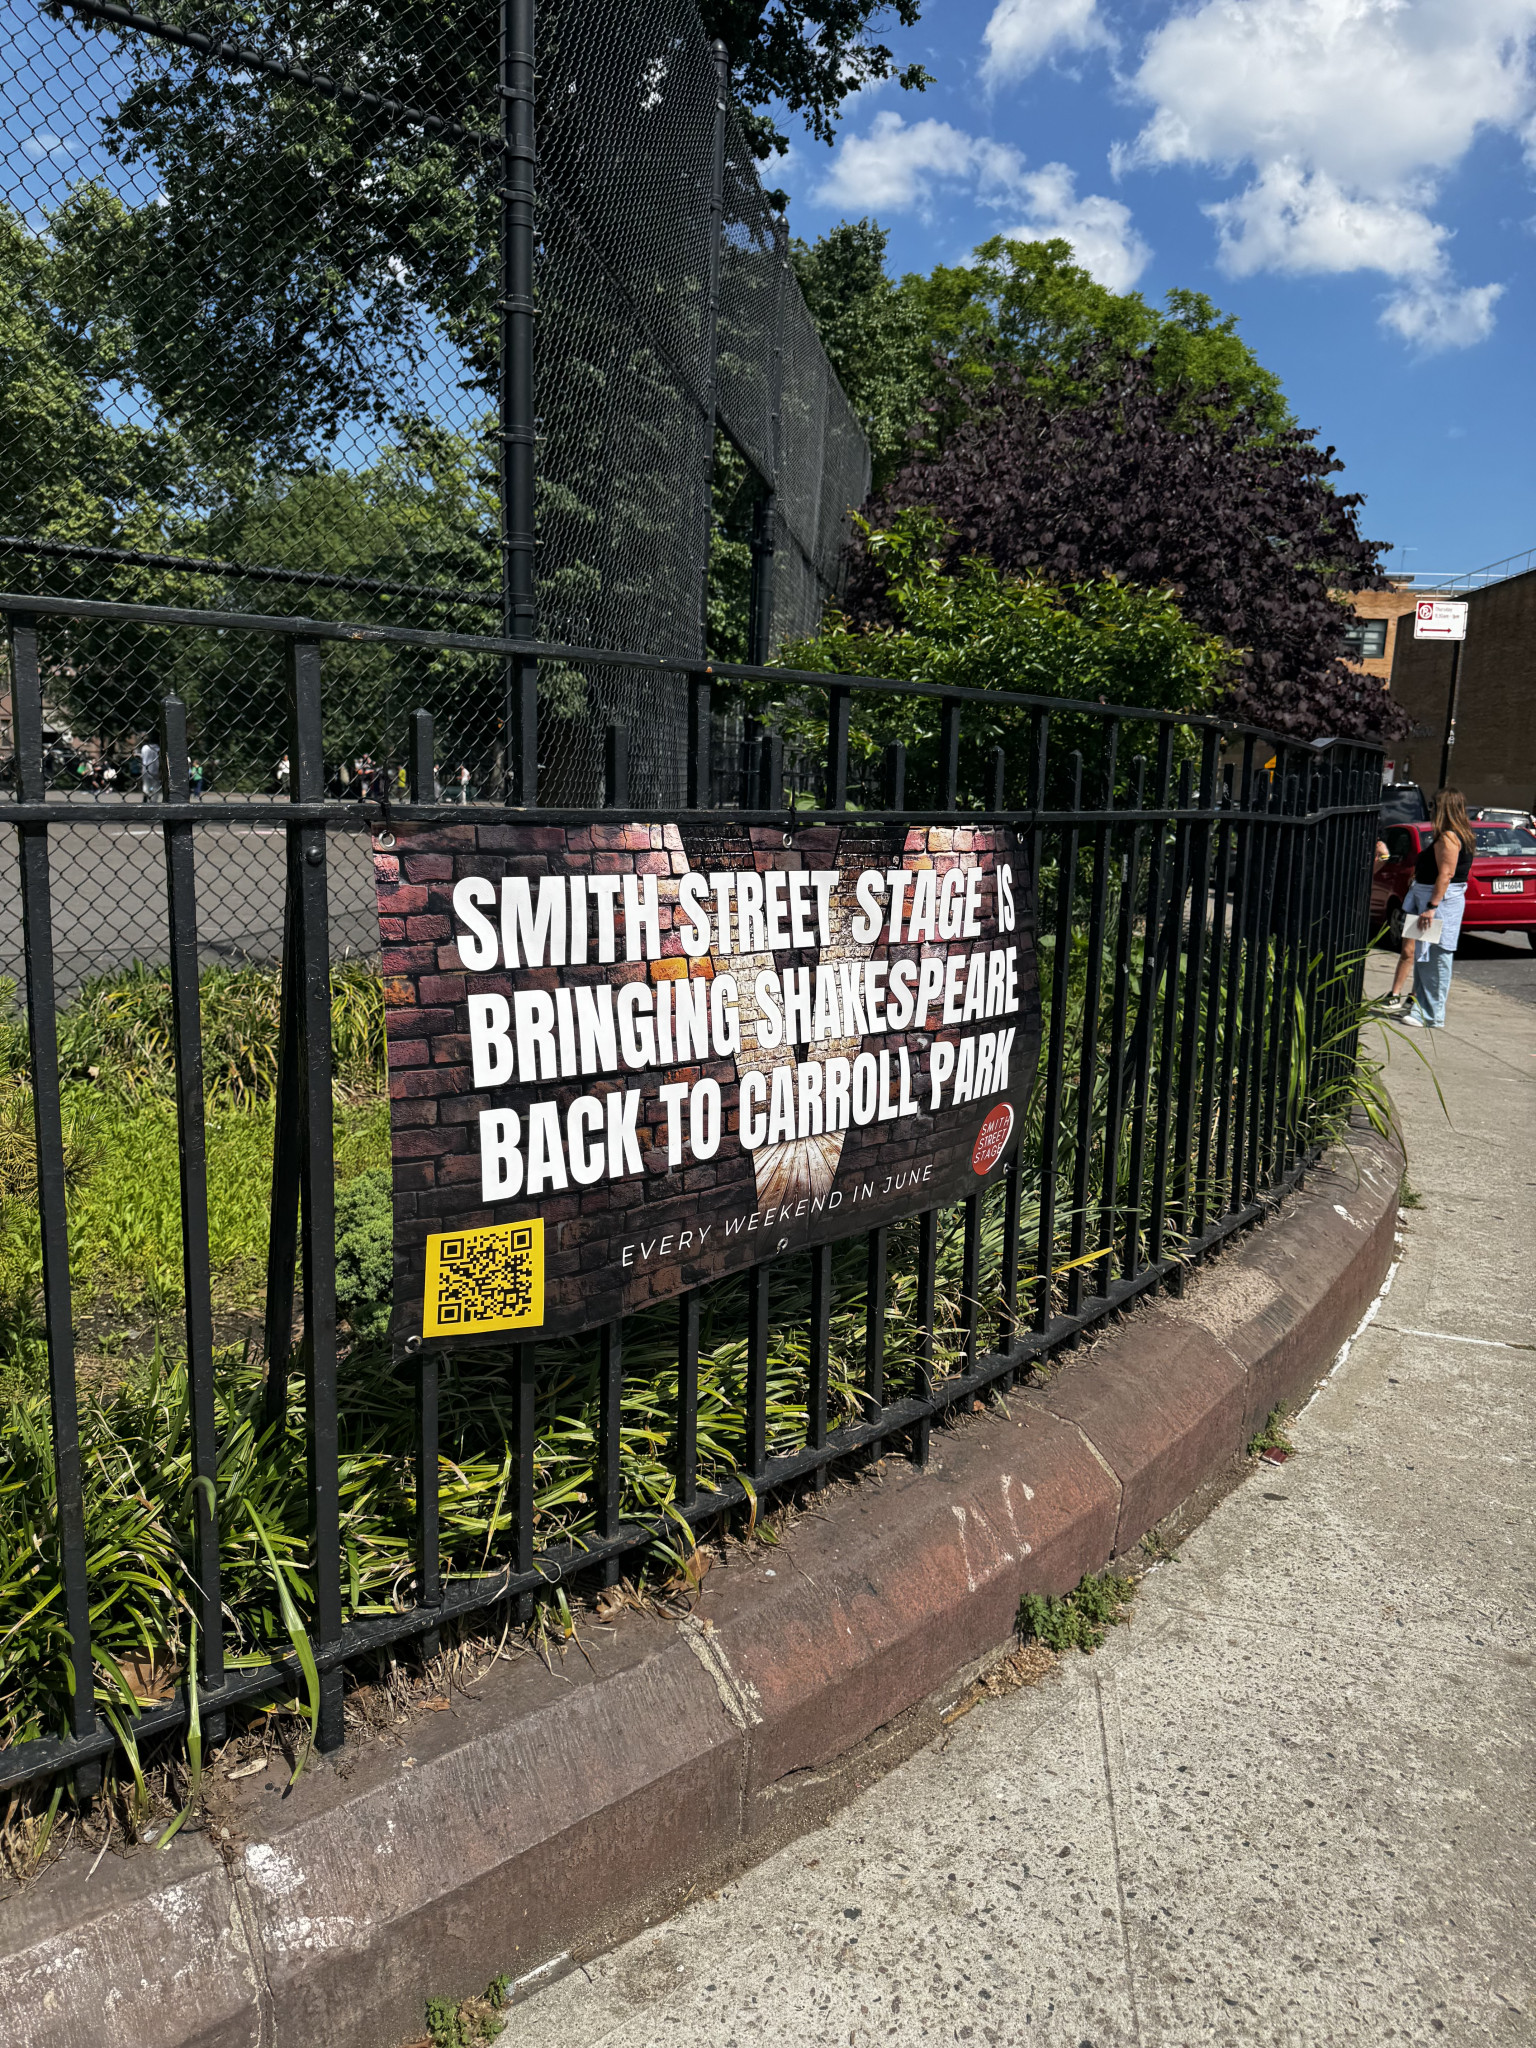 SMITH STREET STAGE IS
BRINGING SHAKESPEARE
BACK TO CARROLL PARK
EVERY WEEKEND IN JUNE
SMITH
STREET
STAGE